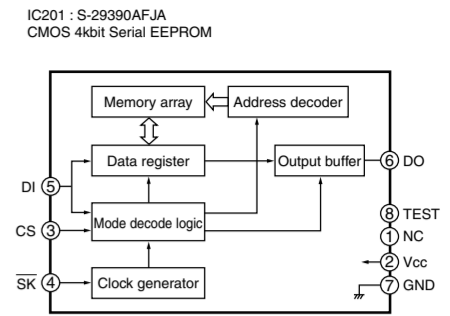 IC201 : S-29390AFJA
CMOS 4kbit Serial EEPROM
Memory array
Address decoder
Data register
Output buffer
6 DO
DI 5
8 TEST
CS 3
Mode decode logic
1 NC
2 Vcc
SK 4
Clock generator
7 GND